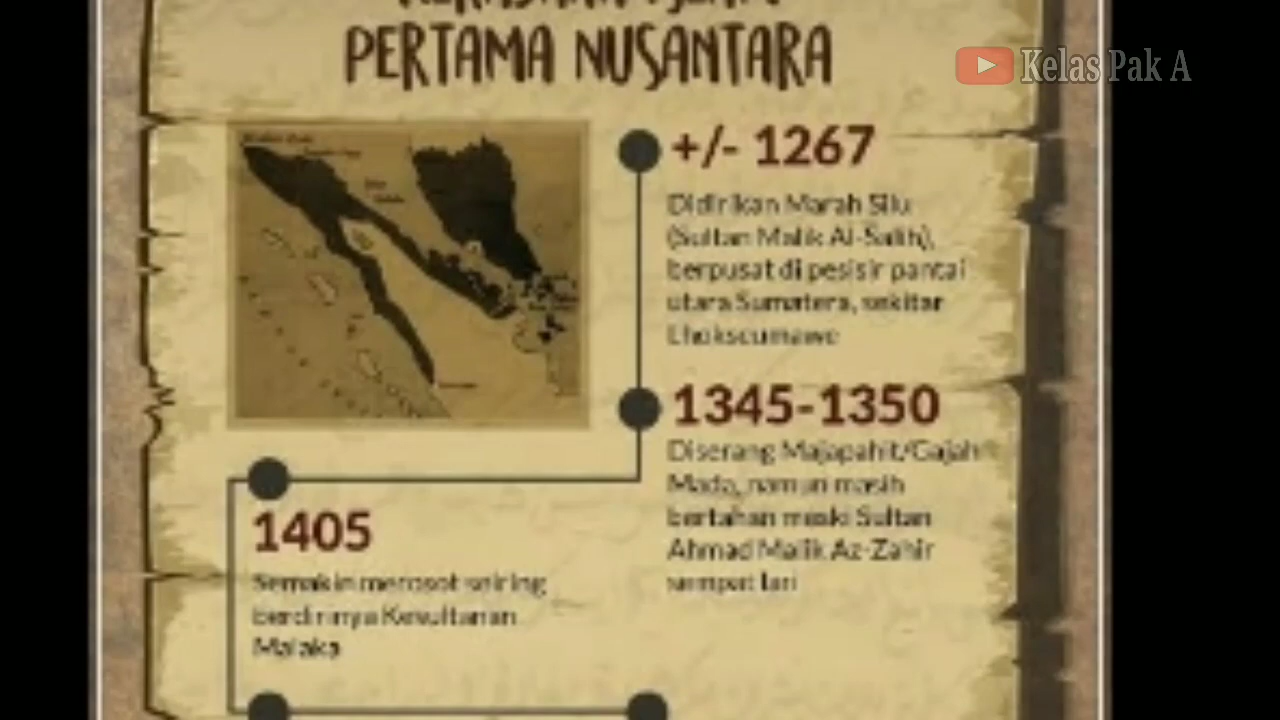 PERTAMA NUSANTARA
Kelas Pak A
+/- 1267
Didirikan Marah Silu
(Sultan Malik Al-Salih),
berpusat di pesisir pantai
utara Sumatera, sekitar
Lhokseumawe
1345-1350
Diserang Majapahit/Gajah
Mada, namun masih
bertahan meski Sultan
Ahmad Malik Az-Zahir
sempat lari
1405
Semakin merosot seiring
berdirinya Kesultanan
Malaka